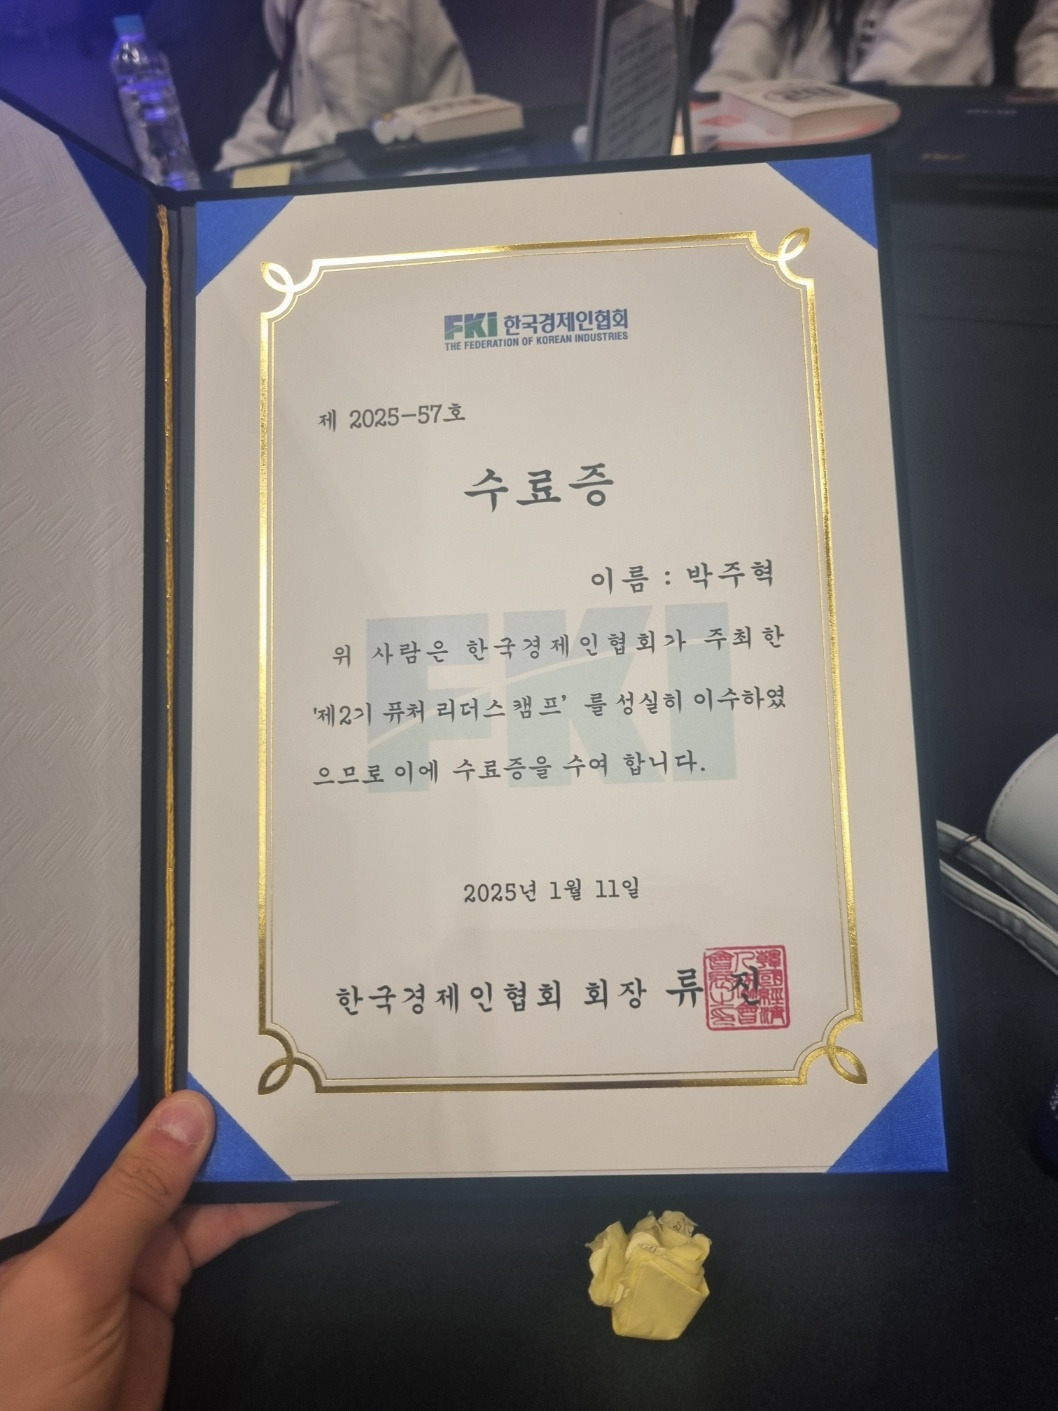 FKI 한국경제인협회
THE FEDERATION OF KOREAN INDUSTRIES
제 2025-57호
수료증
이름 : 박주혁
위 사람은 한국경제인협회가 주최한
'제2기 퓨처 리더스 캠프' 를 성실히 이수하였
으므로 이에 수료증을 수여 합니다.
FKI
2025년 1월 11일
한국경제인협회 회장 류 진